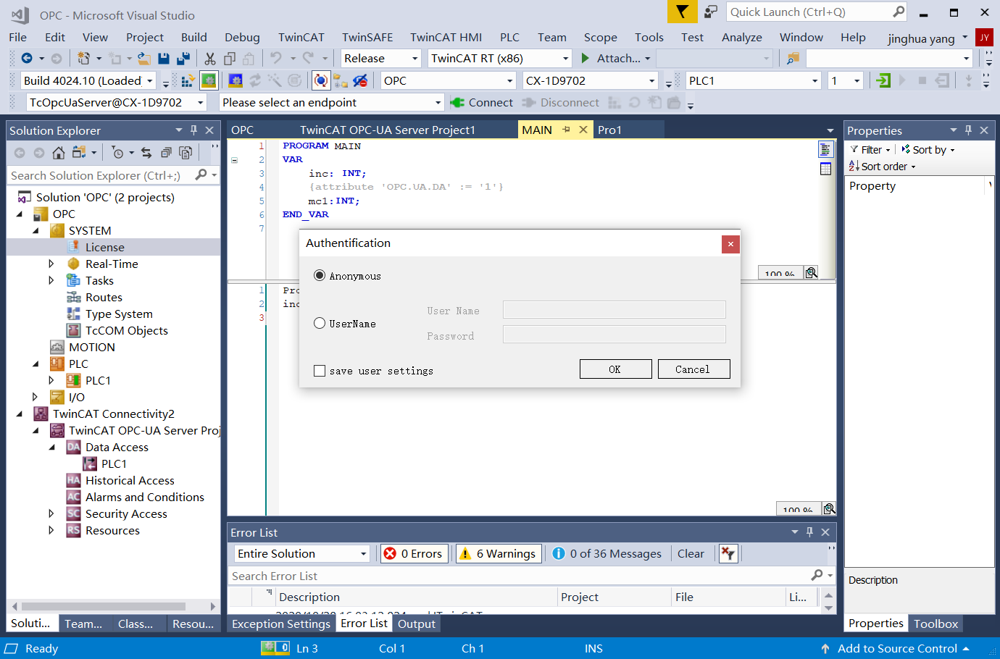 OPC - Microsoft Visual Studio
Quick Launch (Ctrl+Q)
File Edit View Project Build Debug TwinCAT TwinSAFE TwinCAT HMI PLC Team Scope Tools Test Analyze Window Help jinghua yang JY
Release TwinCAT RT (x86) Attach...
Build 4024.10 (Loaded) OPC CX-1D9702 PLC1 1
TcOpcUaServer@CX-1D9702 Please select an endpoint Connect Disconnect
Solution Explorer
Search Solution Explorer (Ctrl+;)
Solution 'OPC' (2 projects)
OPC
SYSTEM
License
Real-Time
Tasks
Routes
Type System
TcCOM Objects
MOTION
PLC
PLC1
I/O
TwinCAT Connectivity2
TwinCAT OPC-UA Server Proj
Data Access
DA
PLC1
HA Historical Access
AC Alarms and Conditions
SC Security Access
RS Resources
Soluti... Team... Class... Resou...
OPC TwinCAT OPC-UA Server Project1 MAIN Pro1
1 PROGRAM MAIN
2 VAR
3 inc: INT;
4 {attribute 'OPC.UA.DA' := '1'}
5 mc1:INT;
6 END_VAR
7
100 %
1 Pro
2 inc
3
100 %
Authentification
Anonymous
UserName
User Name
Password
save user settings
OK Cancel
Error List
Entire Solution 0 Errors 6 Warnings 0 of 36 Messages Clear
Search Error List
Description Project File Li...
Exception Settings Error List Output
Properties
Filter Sort by
Sort order
Property
Description
Properties Toolbox
Ready 0 Ln 3 Col 1 Ch 1 INS Add to Source Control